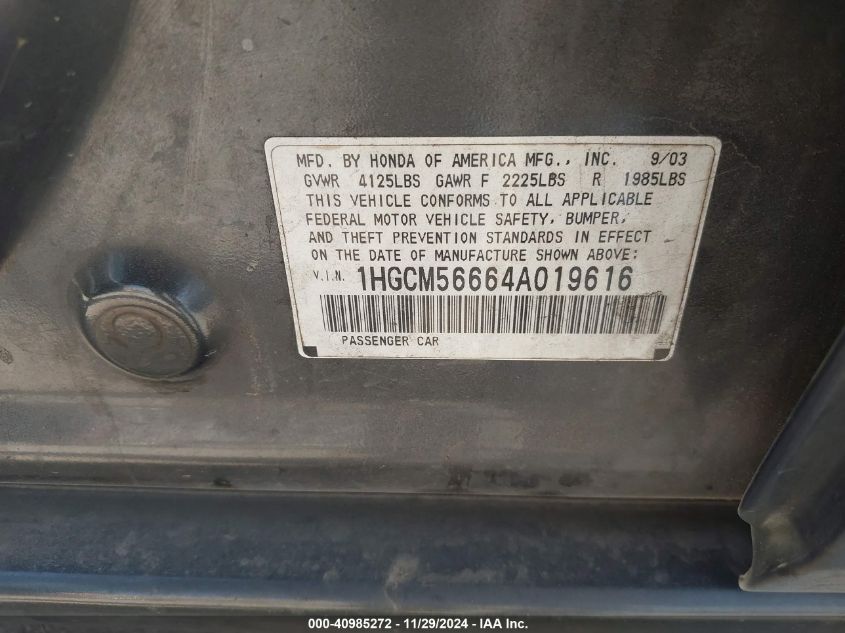 MFD. BY HONDA OF AMERICA MFG., INC. 9/03
GVWR 4125LBS GAWR F 2225LBS R 1985LBS
THIS VEHICLE CONFORMS TO ALL APPLICABLE
FEDERAL MOTOR VEHICLE SAFETY, BUMPER,
AND THEFT PREVENTION STANDARDS IN EFFECT
ON THE DATE OF MANUFACTURE SHOWN ABOVE:
V.I.N. 1HGCM56664A019616
PASSENGER CAR
000-40985272 - 11/29/2024 - IAA, Inc.